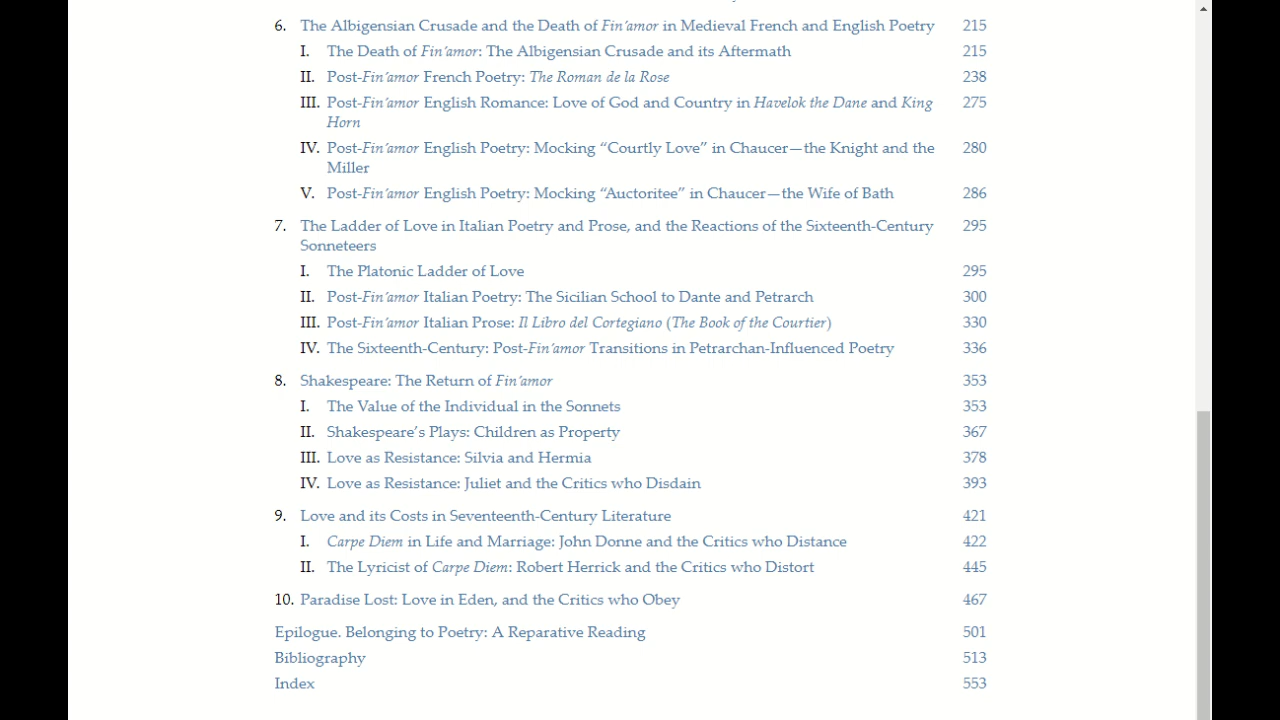 6. The Albigensian Crusade and the Death of Fin’amor in Medieval French and English Poetry 215
I. The Death of Fin’amor: The Albigensian Crusade and its Aftermath 215
II. Post-Fin’amor French Poetry: The Roman de la Rose 238
III. Post-Fin’amor English Romance: Love of God and Country in Havelok the Dane and King 275
Horn
IV. Post-Fin’amor English Poetry: Mocking “Courtly Love” in Chaucer—the Knight and the 280
Miller
V. Post-Fin’amor English Poetry: Mocking “Auctoritee” in Chaucer—the Wife of Bath 286
7. The Ladder of Love in Italian Poetry and Prose, and the Reactions of the Sixteenth-Century 295
Sonneteers
I. The Platonic Ladder of Love 295
II. Post-Fin’amor Italian Poetry: The Sicilian School to Dante and Petrarch 300
III. Post-Fin’amor Italian Prose: Il Libro del Cortegiano (The Book of the Courtier) 330
IV. The Sixteenth-Century: Post-Fin’amor Transitions in Petrarchan-Influenced Poetry 336
8. Shakespeare: The Return of Fin’amor 353
I. The Value of the Individual in the Sonnets 353
II. Shakespeare’s Plays: Children as Property 367
III. Love as Resistance: Silvia and Hermia 378
IV. Love as Resistance: Juliet and the Critics who Disdain 393
9. Love and its Costs in Seventeenth-Century Literature 421
I. Carpe Diem in Life and Marriage: John Donne and the Critics who Distance 422
II. The Lyricist of Carpe Diem: Robert Herrick and the Critics who Distort 445
10. Paradise Lost: Love in Eden, and the Critics who Obey 467
Epilogue. Belonging to Poetry: A Reparative Reading 501
Bibliography 513
Index 553